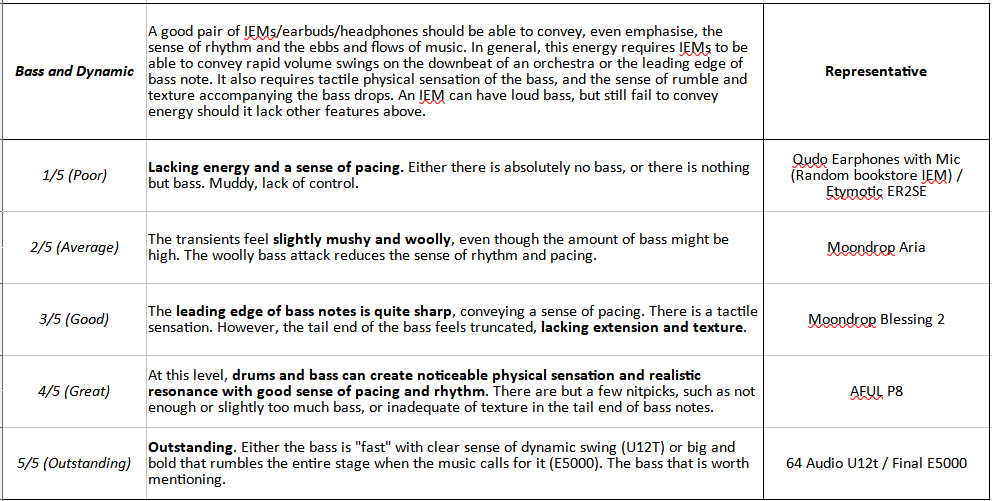 A good pair of IEMs/earbuds/headphones should be able to convey, even emphasise, the
sense of rhythm and the ebbs and flows of music. In general, this energy requires IEMs to be
able to convey rapid volume swings on the downbeat of an orchestra or the leading edge of
Bass and Dynamic
bass note. It also requires tactile physical sensation of the bass, and the sense of rumble and
texture accompanying the bass drops. An IEM can have loud bass, but still fail to convey
energy should it lack other features above.
Representative
1/5 (Poor)
Lacking energy and a sense of pacing. Either there is absolutely no bass, or there is nothing
but bass. Muddy, lack of control.
Qudo Earphones with Mic
(Random bookstore IEM) /
Etymotic ER2SE
2/5 (Average)
The transients feel slightly mushy and woolly, even though the amount of bass might be
high. The woolly bass attack reduces the sense of rhythm and pacing.
Moondrop Aria
3/5 (Good)
The leading edge of bass notes is quite sharp, conveying a sense of pacing. There is a tactile
sensation. However, the tail end of the bass feels truncated, lacking extension and texture.
Moondrop Blessing 2
4/5 (Great)
At this level, drums and bass can create noticeable physical sensation and realistic
resonance with good sense of pacing and rhythm. There are but a few nitpicks, such as not
enough or slightly too much bass, or inadequate of texture in the tail end of bass notes.
AFUL P8
5/5 (Outstanding)
Outstanding. Either the bass is "fast" with clear sense of dynamic swing (U12T) or big and
bold that rumbles the entire stage when the music calls for it (E5000). The bass that is worth
mentioning.
64 Audio U12t / Final E5000